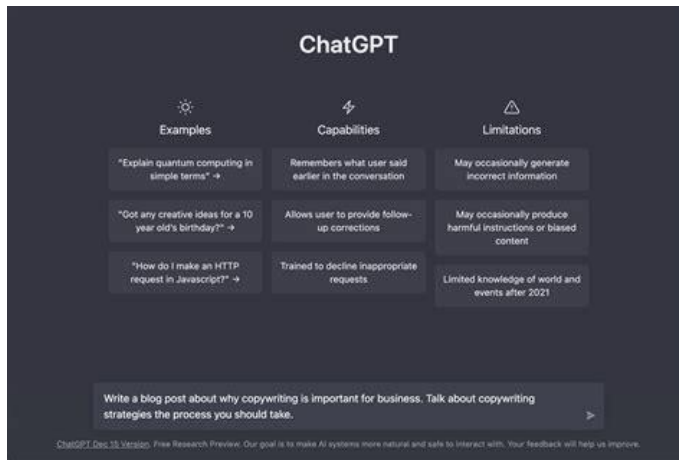 ChatGPT
Examples
"Explain quantum computing in
simple terms" →
"Got any creative ideas for a 10
year old's birthday?" →
"How do I make an HTTP
request in Javascript?" →
Capabilities
Remembers what user said
earlier in the conversation
Allows user to provide follow-
up corrections
Trained to decline inappropriate
requests
Limitations
May occasionally generate
incorrect information
May occasionally produce
harmful instructions or biased
content
Limited knowledge of world and
events after 2021
Write a blog post about why copywriting is important for business. Talk about copywriting
strategies the process you should take.
ChatGPT Dec 15 Version. Free Research Preview. Our goal is to make AI systems more natural and safe to interact with. Your feedback will help us improve.